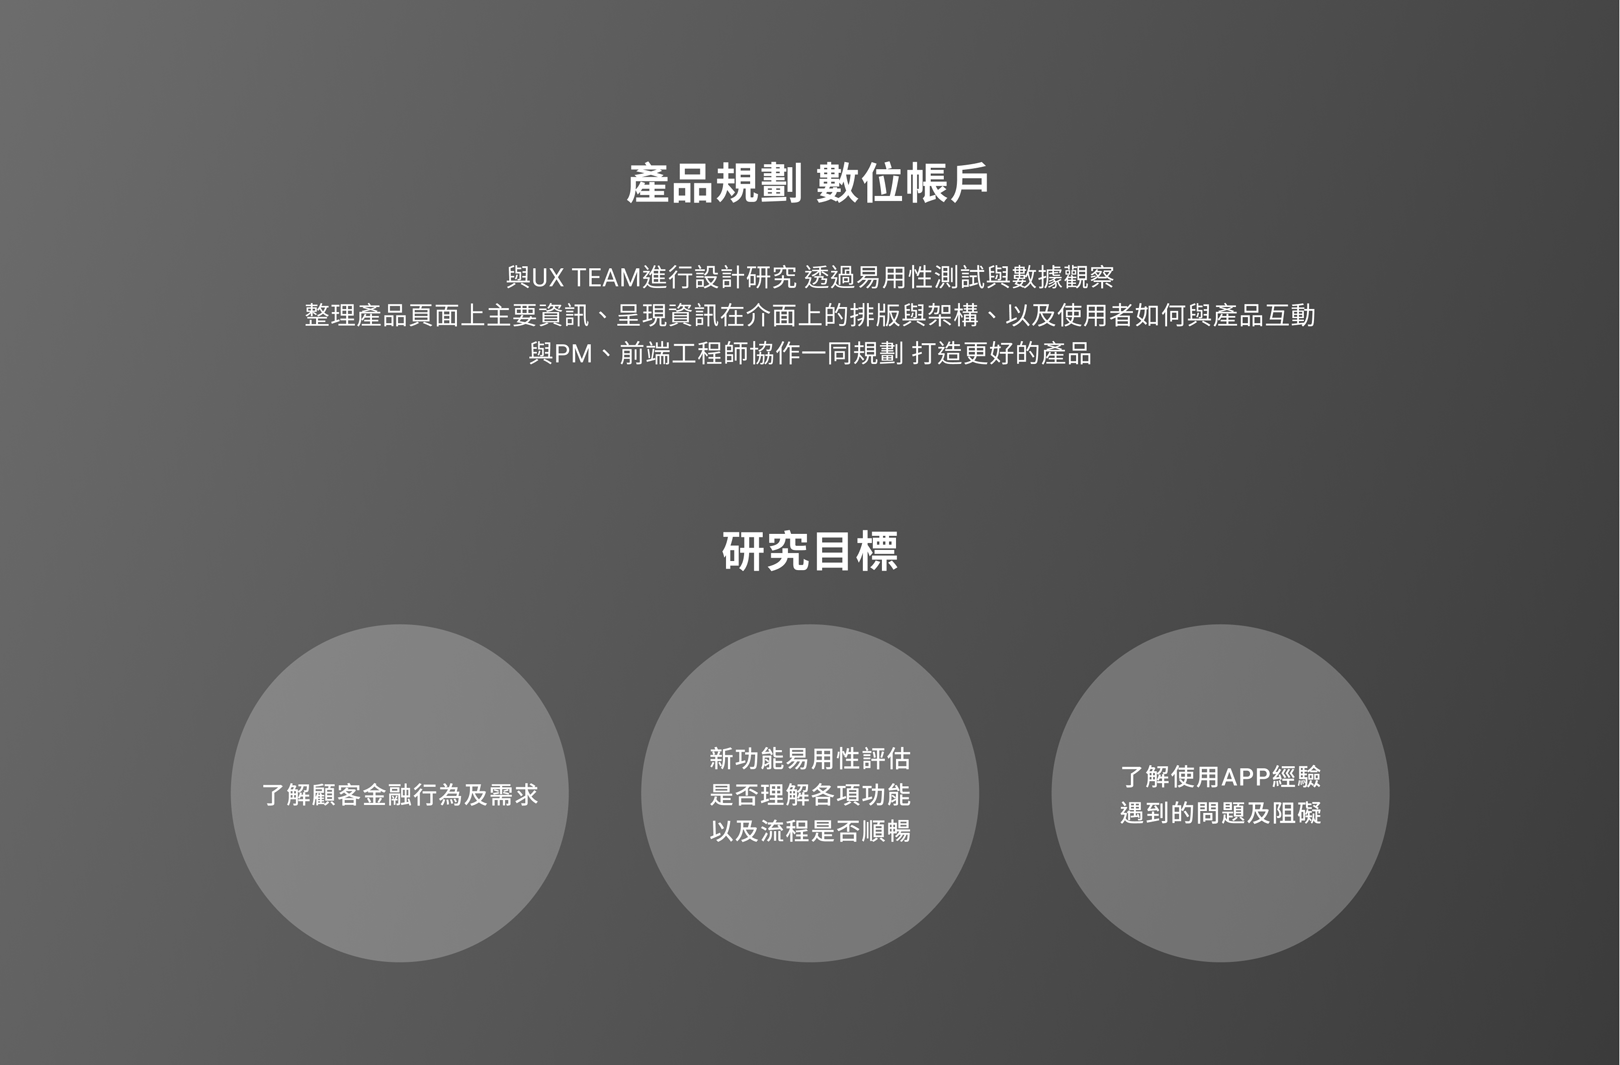 產品規劃 數位帳戶
與UX TEAM進行設計研究 透過易用性測試與數據觀察
整理產品頁面上主要資訊、呈現資訊在介面上的排版與架構、以及使用者如何與產品互動
與PM、前端工程師協作一同規劃 打造更好的產品
研究目標
了解顧客金融行為及需求
新功能易用性評估
是否理解各項功能
以及流程是否順暢
了解使用APP經驗
遇到的問題及阻礙